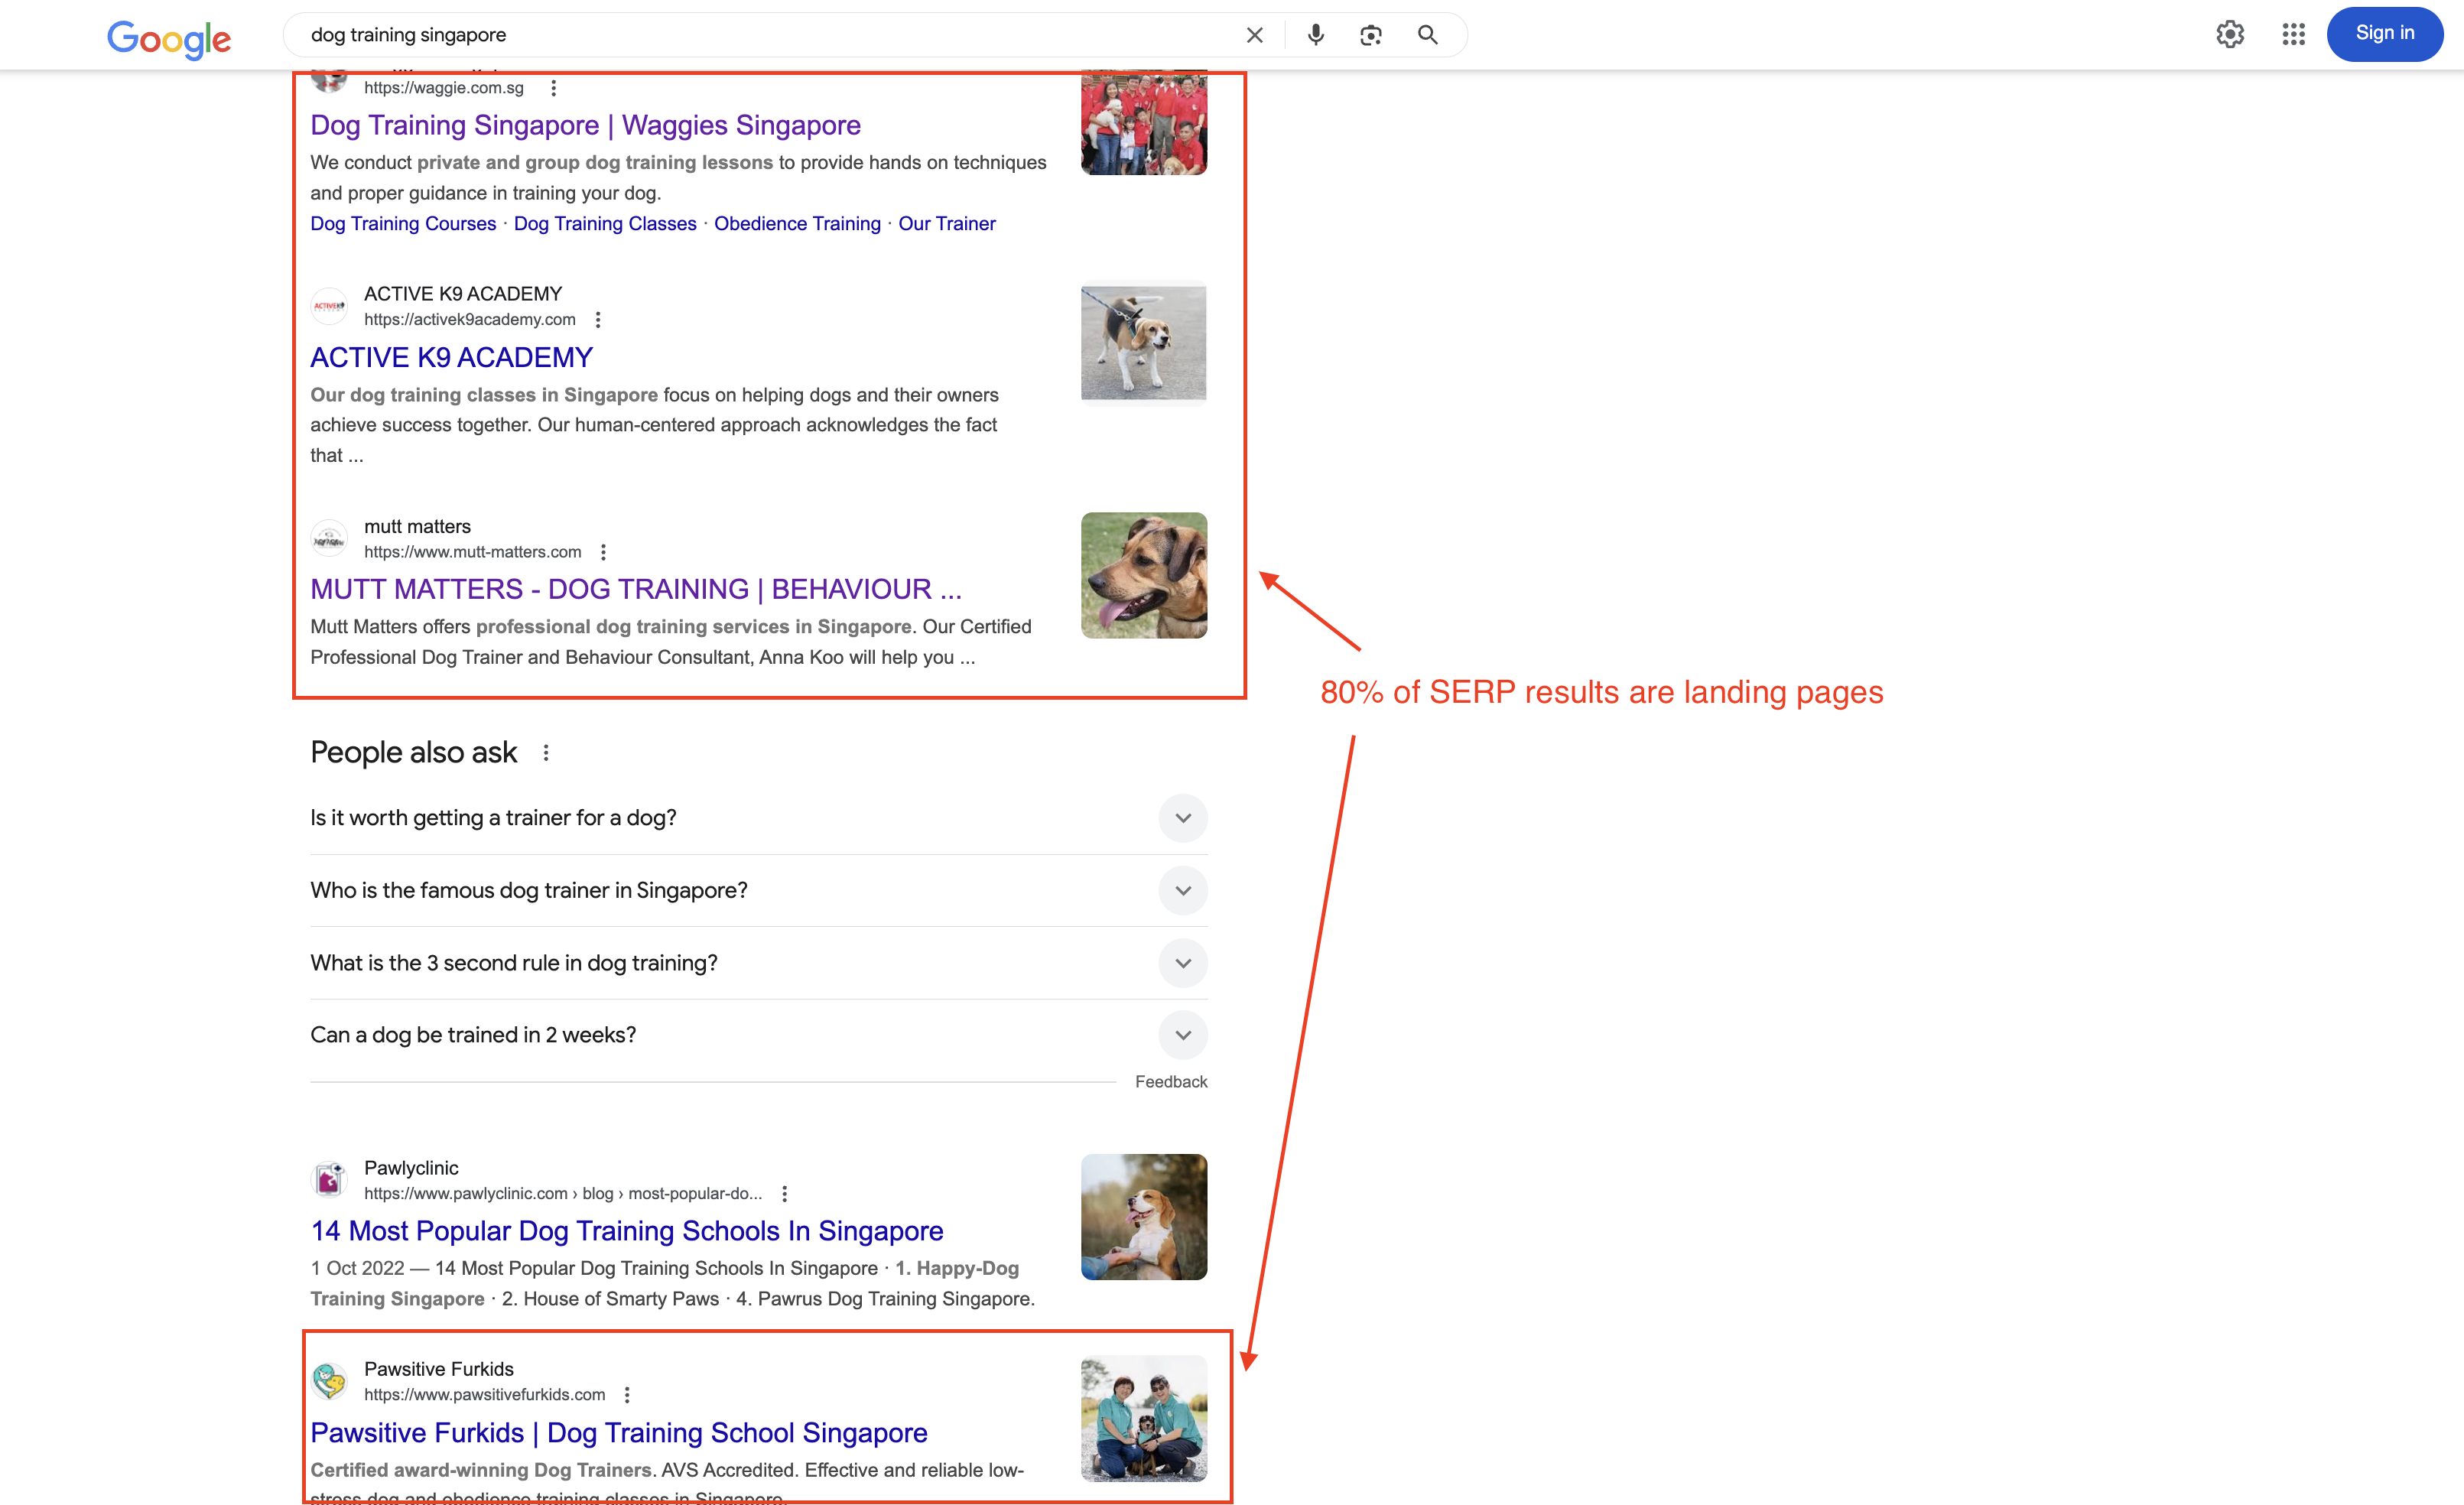 Google
dog training singapore
Sign in
https://waggie.com.sg
Dog Training Singapore | Waggies Singapore
We conduct private and group dog training lessons to provide hands on techniques
and proper guidance in training your dog.
Dog Training Courses · Dog Training Classes · Obedience Training · Our Trainer
ACTIVE K9 ACADEMY
https://activek9academy.com
ACTIVE K9 ACADEMY
Our dog training classes in Singapore focus on helping dogs and their owners
achieve success together. Our human-centered approach acknowledges the fact
that ...
mutt matters
https://www.mutt-matters.com
MUTT MATTERS - DOG TRAINING | BEHAVIOUR ...
Mutt Matters offers professional dog training services in Singapore. Our Certified
Professional Dog Trainer and Behaviour Consultant, Anna Koo will help you ...
80% of SERP results are landing pages
People also ask
Is it worth getting a trainer for a dog?
Who is the famous dog trainer in Singapore?
What is the 3 second rule in dog training?
Can a dog be trained in 2 weeks?
Feedback
Pawlyclinic
https://www.pawlyclinic.com › blog › most-popular-do...
14 Most Popular Dog Training Schools In Singapore
1 Oct 2022 — 14 Most Popular Dog Training Schools In Singapore · 1. Happy-Dog
Training Singapore · 2. House of Smarty Paws · 4. Pawrus Dog Training Singapore.
Pawsitive Furkids
https://www.pawsitivefurkids.com
Pawsitive Furkids | Dog Training School Singapore
Certified award-winning Dog Trainers. AVS Accredited. Effective and reliable low-
stress dog and obedience training classes in Singapore.